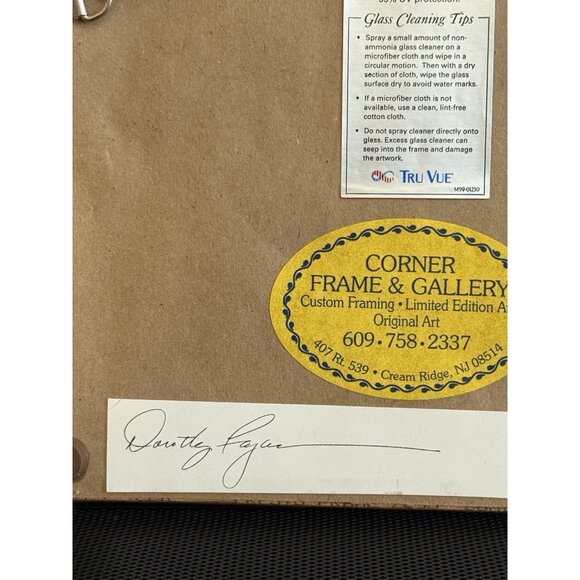 Glass Cleaning Tips
• Spray a small amount of non-
ammonia glass cleaner on a
microfiber cloth and wipe in a
circular motion. Then with a dry
section of cloth, wipe the glass
surface dry to avoid water marks.
• If a microfiber cloth is not
available, use a clean, lint-free
cotton cloth.
• Do not spray cleaner directly onto
glass. Excess glass cleaner can
seep into the frame and damage
the artwork.
TRU VUE
M99-01230
CORNER
FRAME & GALLERY
Custom Framing • Limited Edition A
Original Art
609 • 758 • 2337
407 Rt. 539 • Cream Ridge, NJ 08514
Dorothy